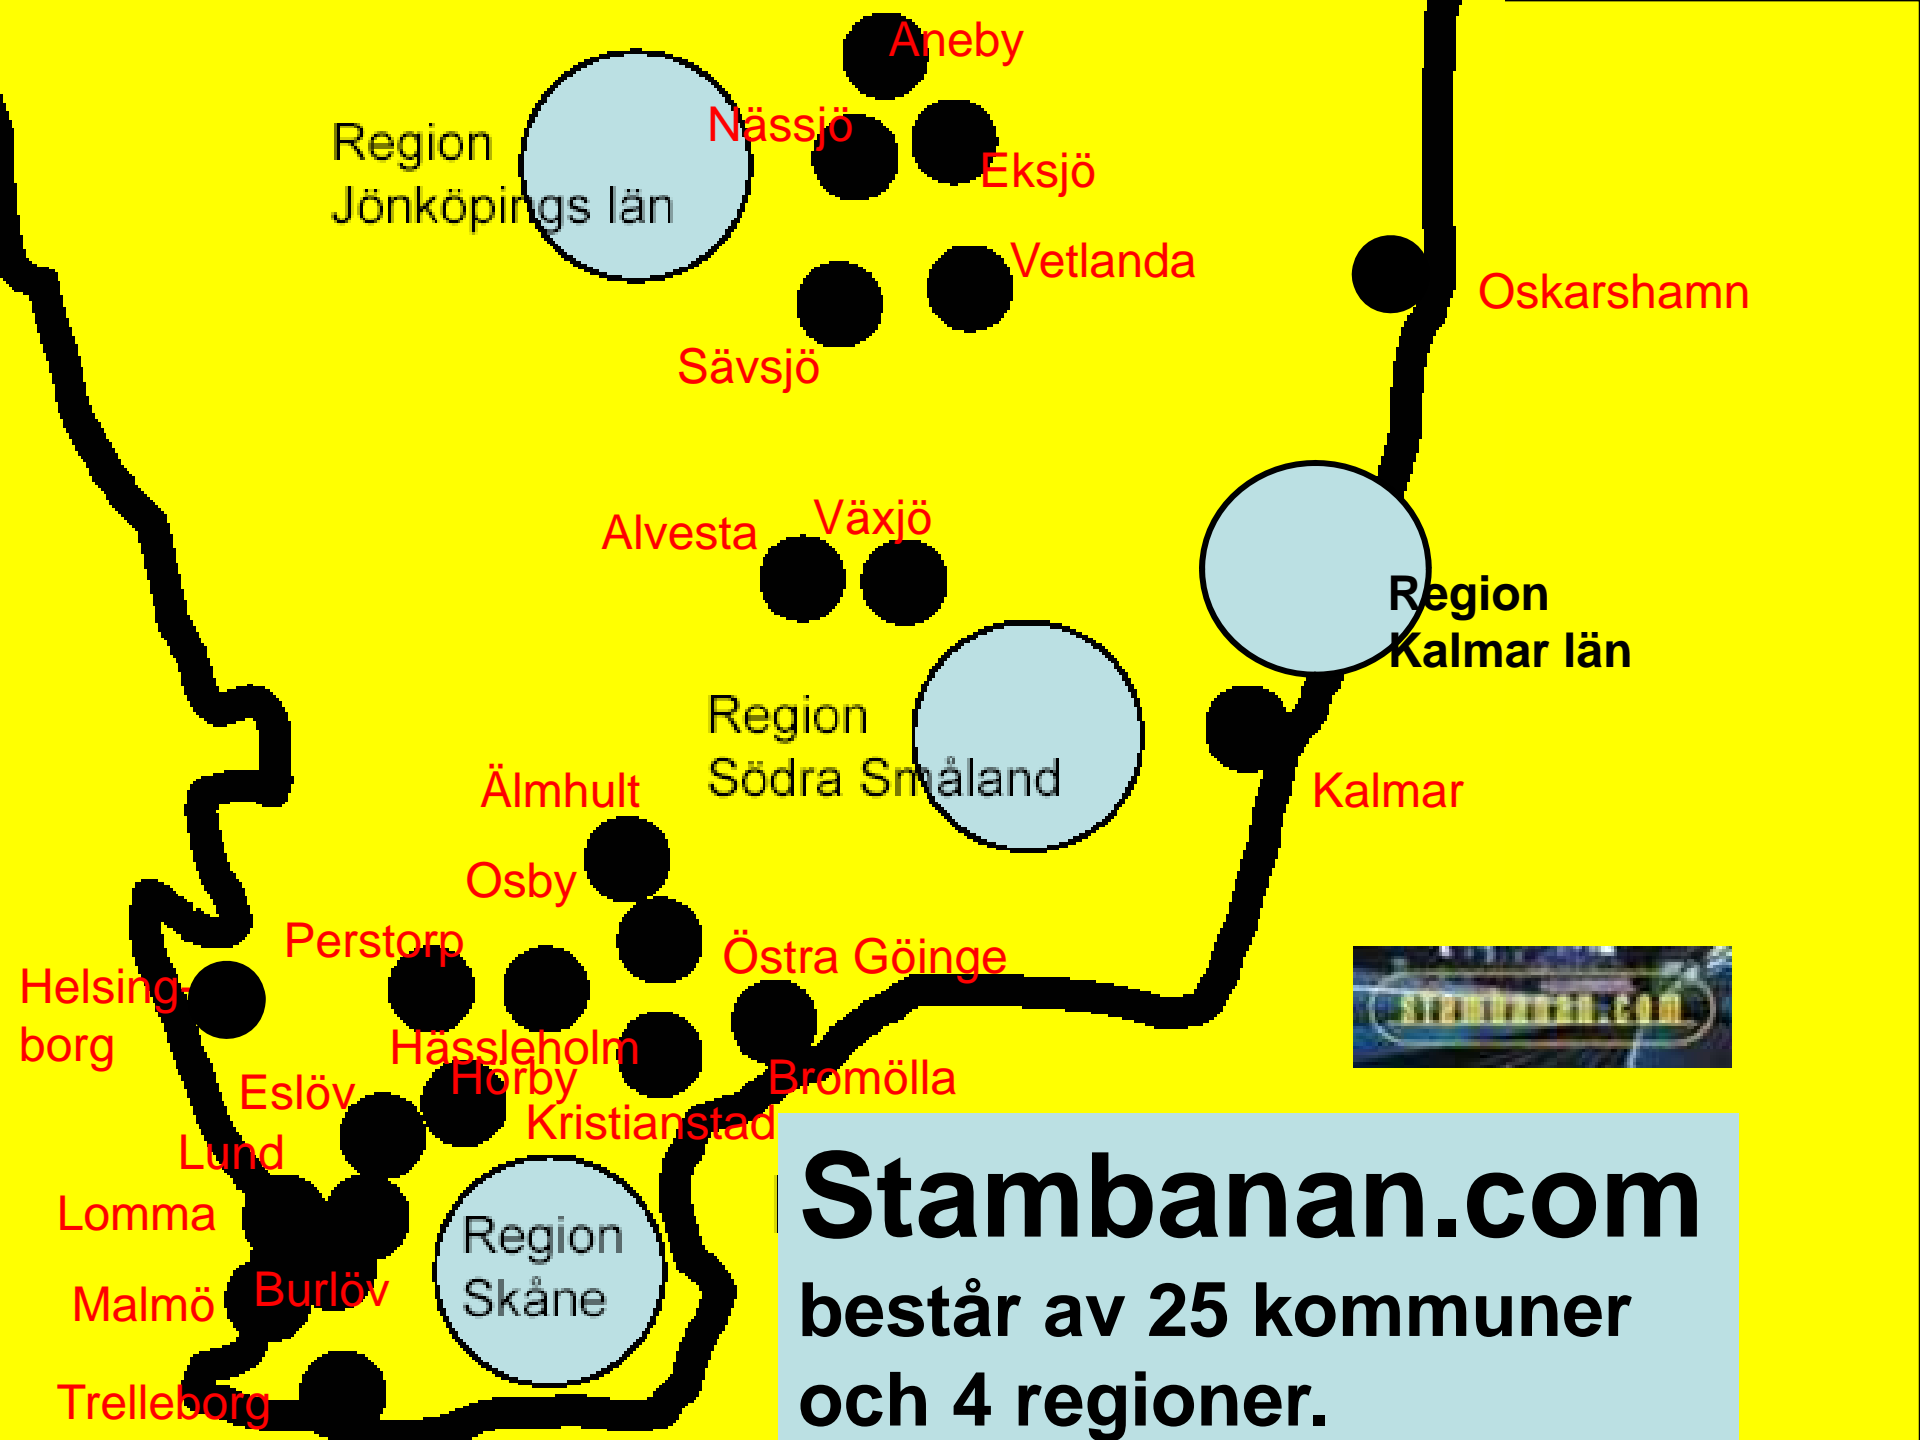 Aneby
Nässjö
Region
Jönköpings län
Eksjö
Vetlanda
Oskarshamn
Sävsjö
Växjö
Alvesta
Region
Kalmar län
Region
Södra Småland
Älmhult
Kalmar
Osby
Perstorp
Östra Göinge
Helsing-
borg
stambanan.com
Hässleholm
Hörby
Bromölla
Eslöv
Kristianstad
Lund
Lomma
Region
Skåne
Burlöv
Malmö
Trelleborg
Stambanan.com
består av 25 kommuner
och 4 regioner.